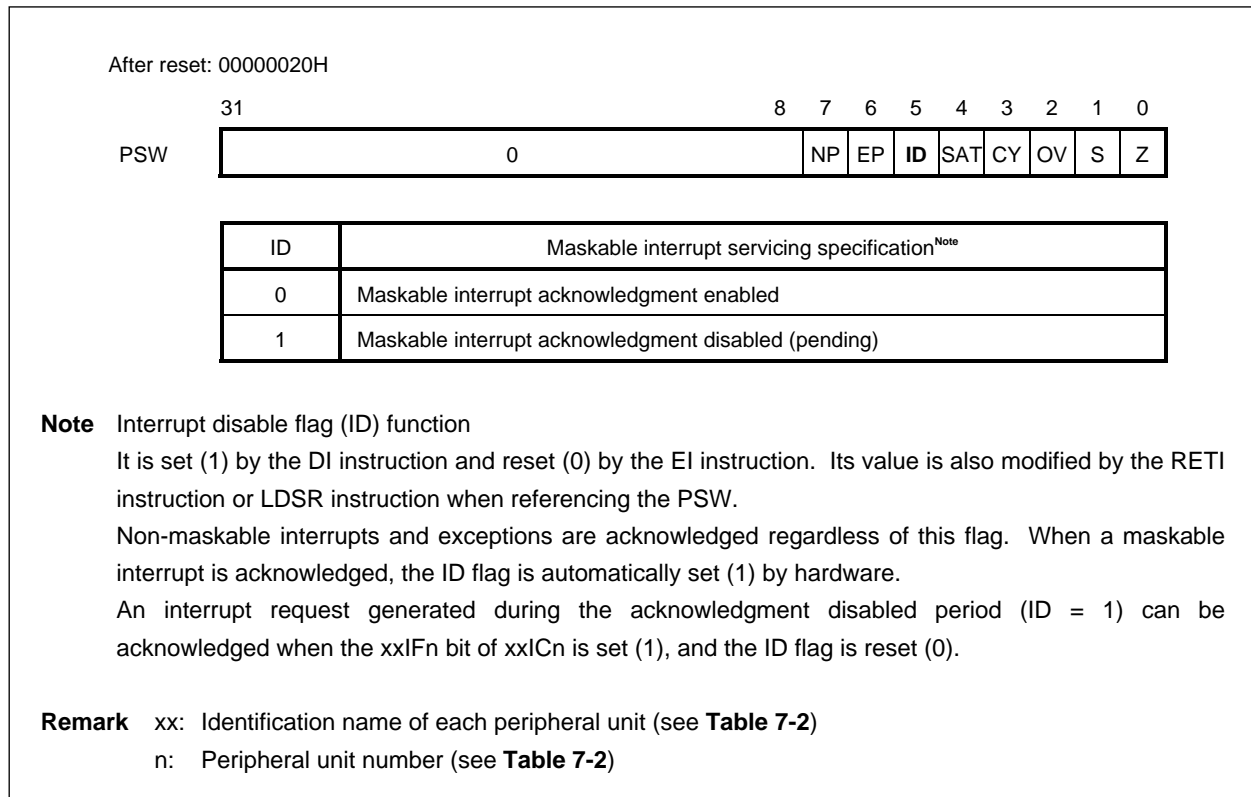 After reset: 00000020H
31 8 7 6 5 4 3 2 1 0
PSW 0 NP EP ID SAT CY OV S Z
ID Maskable interrupt servicing specificationNote
0 Maskable interrupt acknowledgment enabled
1 Maskable interrupt acknowledgment disabled (pending)
Note Interrupt disable flag (ID) function
It is set (1) by the DI instruction and reset (0) by the EI instruction. Its value is also modified by the RETI
instruction or LDSR instruction when referencing the PSW.
Non-maskable interrupts and exceptions are acknowledged regardless of this flag. When a maskable
interrupt is acknowledged, the ID flag is automatically set (1) by hardware.
An interrupt request generated during the acknowledgment disabled period (ID = 1) can be
acknowledged when the xxIFn bit of xxICn is set (1), and the ID flag is reset (0).
Remark xx: Identification name of each peripheral unit (see Table 7-2)
n: Peripheral unit number (see Table 7-2)